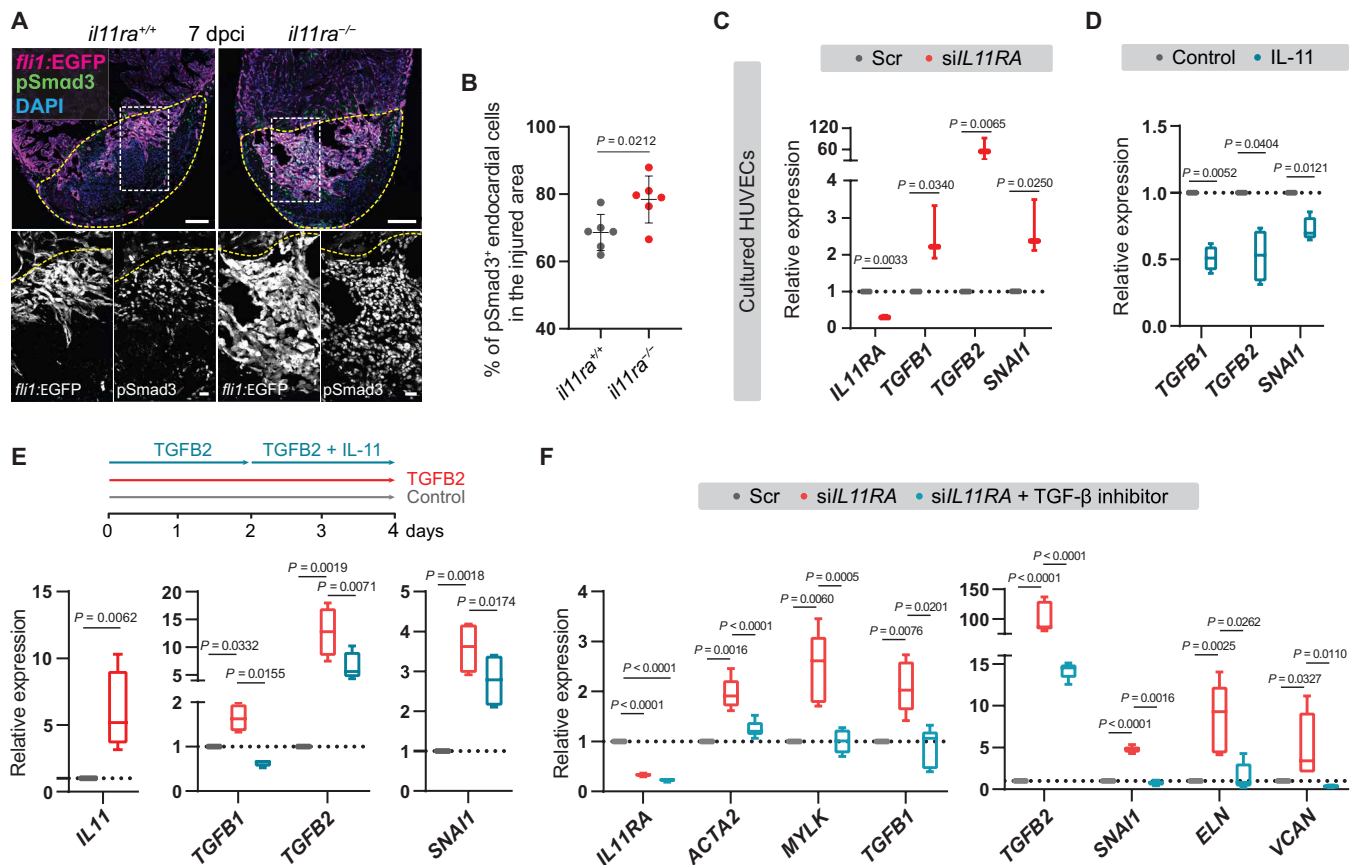 A
il11ra+/+ 7 dpci il11ra−/−
fli1:EGFP
pSmad3
DAPI
fli1:EGFP pSmad3 fli1:EGFP pSmad3
B
% of pSmad3+ endocardial cells
in the injured area
100
80
60
40
P = 0.0212
il11ra+/+ il11ra−/−
C
Scr siIL11RA
Cultured HUVECs
Relative expression
120
60
4
3
2
1
0
P = 0.0033
P = 0.0340
P = 0.0065
P = 0.0250
IL11RA TGFB1 TGFB2 SNAI1
D
Control IL-11
Relative expression
1.5
1.0
0.5
0.0
P = 0.0052
P = 0.0404
P = 0.0121
TGFB1 TGFB2 SNAI1
E
TGFB2 TGFB2 + IL-11
TGFB2
Control
0 1 2 3 4 days
Relative expression
15
10
5
0
P = 0.0062
IL11
20
15
10
5
2
1
0
P = 0.0332
P = 0.0155
P = 0.0019
P = 0.0071
TGFB1 TGFB2
5
4
3
2
1
0
P = 0.0018
P = 0.0174
SNAI1
F
Scr siIL11RA siIL11RA + TGF-β inhibitor
Relative expression
4
3
2
1
0
P < 0.0001
P < 0.0001
P = 0.0016
P < 0.0001
P = 0.0060
P = 0.0005
P = 0.0076
P = 0.0201
IL11RA ACTA2 MYLK TGFB1
150
100
50
15
10
5
0
P < 0.0001
P < 0.0001
P < 0.0001
P = 0.0016
P = 0.0025
P = 0.0262
P = 0.0327
P = 0.0110
TGFB2 SNAI1 ELN VCAN